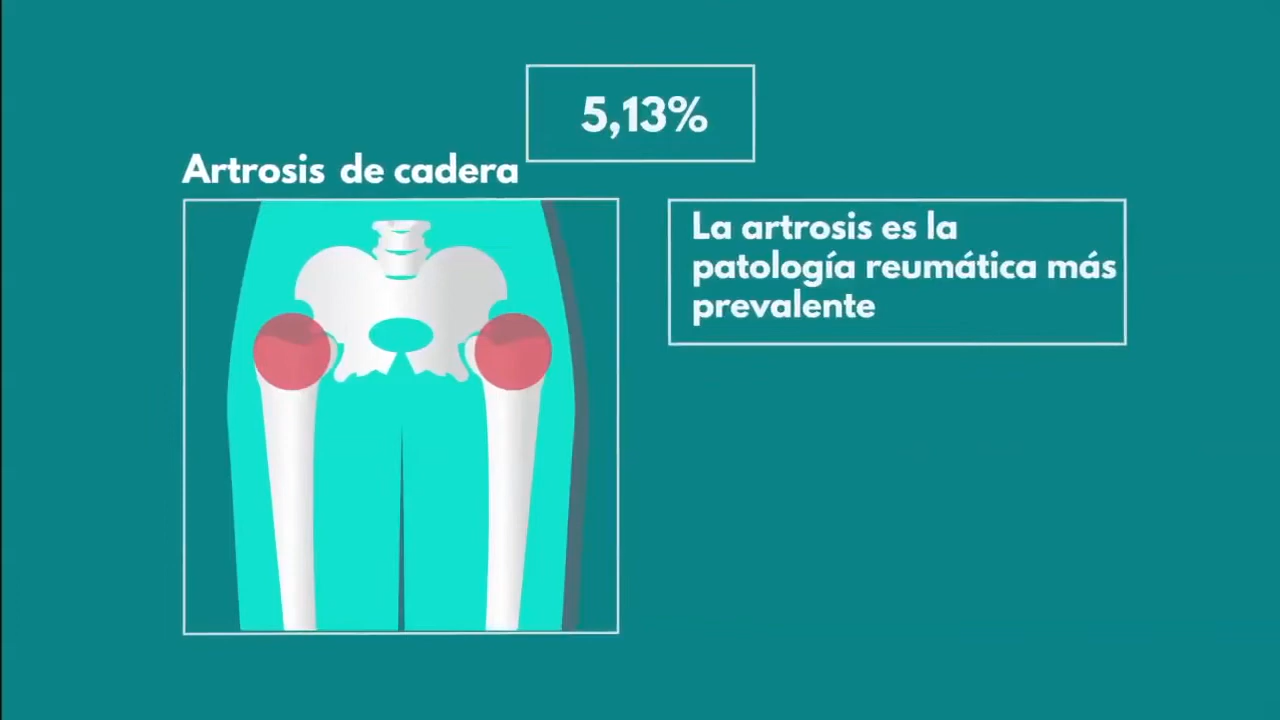 5,13%
Artrosis de cadera
La artrosis es la
patología reumática más
prevalente